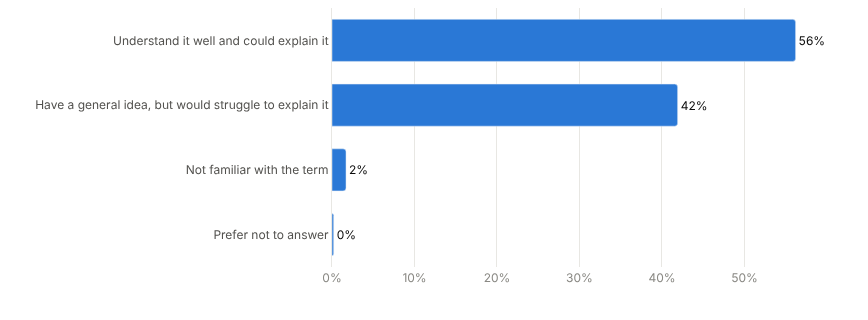 Understand it well and could explain it 56%
Have a general idea, but would struggle to explain it 42%
Not familiar with the term 2%
Prefer not to answer 0%
0% 10% 20% 30% 40% 50%